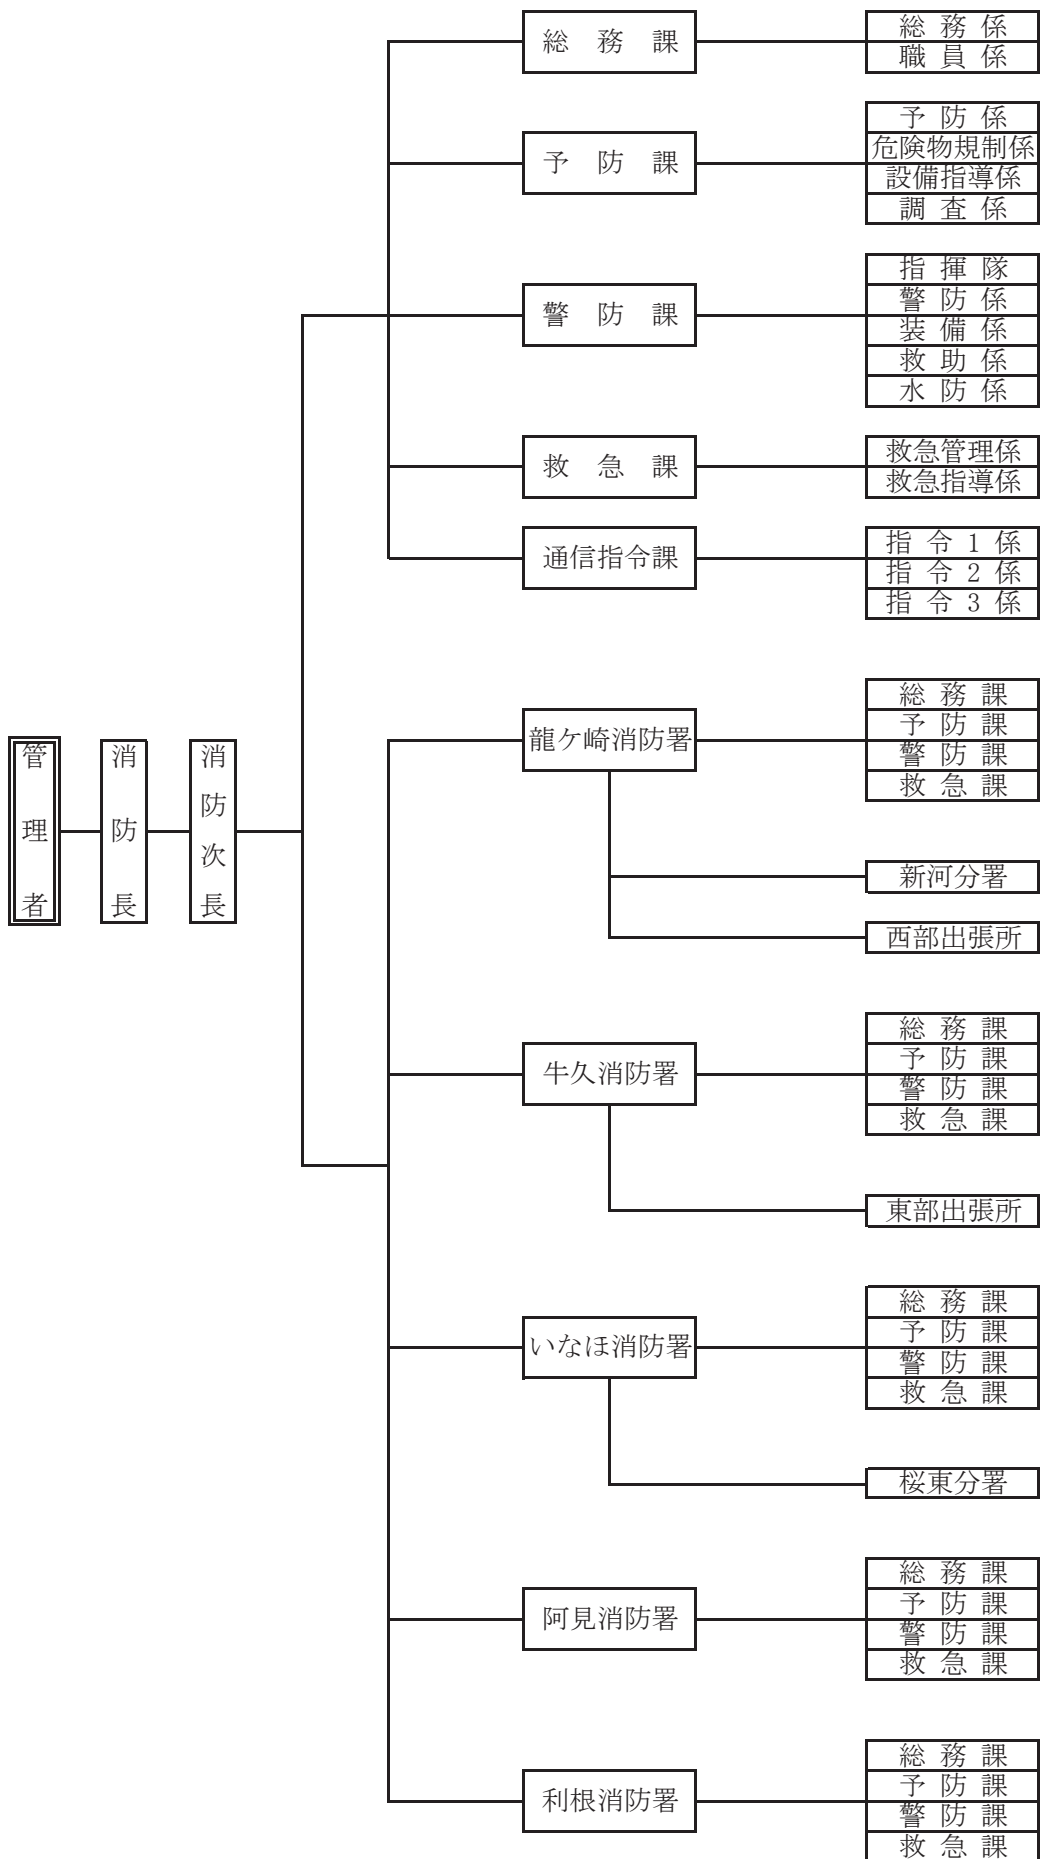 管理者
消防長
消防次長
総務課
総務係
職員係
予防課
予防係
危険物規制係
設備指導係
調査係
警防課
指揮隊
警防係
装備係
救助係
水防係
救急課
救急管理係
救急指導係
通信指令課
指令1係
指令2係
指令3係
龍ケ崎消防署
総務課
予防課
警防課
救急課
新河分署
西部出張所
牛久消防署
総務課
予防課
警防課
救急課
東部出張所
いなほ消防署
総務課
予防課
警防課
救急課
桜東分署
阿見消防署
総務課
予防課
警防課
救急課
利根消防署
総務課
予防課
警防課
救急課